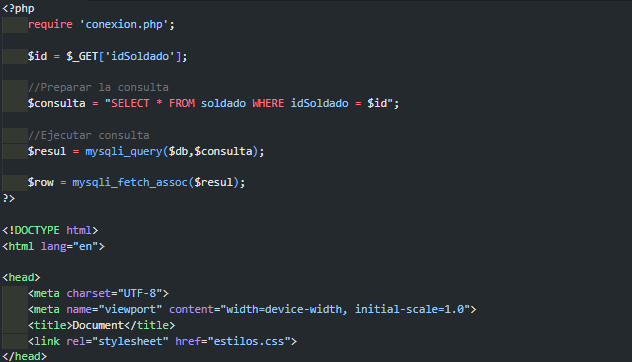 <?php
require 'conexion.php';
$id = $_GET['idSoldado'];
//Preparar la consulta
$consulta = "SELECT * FROM soldado WHERE idSoldado = $id";
//Ejecutar consulta
$resul = mysqli_query($db,$consulta);
$row = mysqli_fetch_assoc($resul);
?>
<!DOCTYPE html>
<html lang="en">
<head>
<meta charset="UTF-8">
<meta name="viewport" content="width=device-width, initial-scale=1.0">
<title>Document</title>
<link rel="stylesheet" href="estilos.css">
</head>